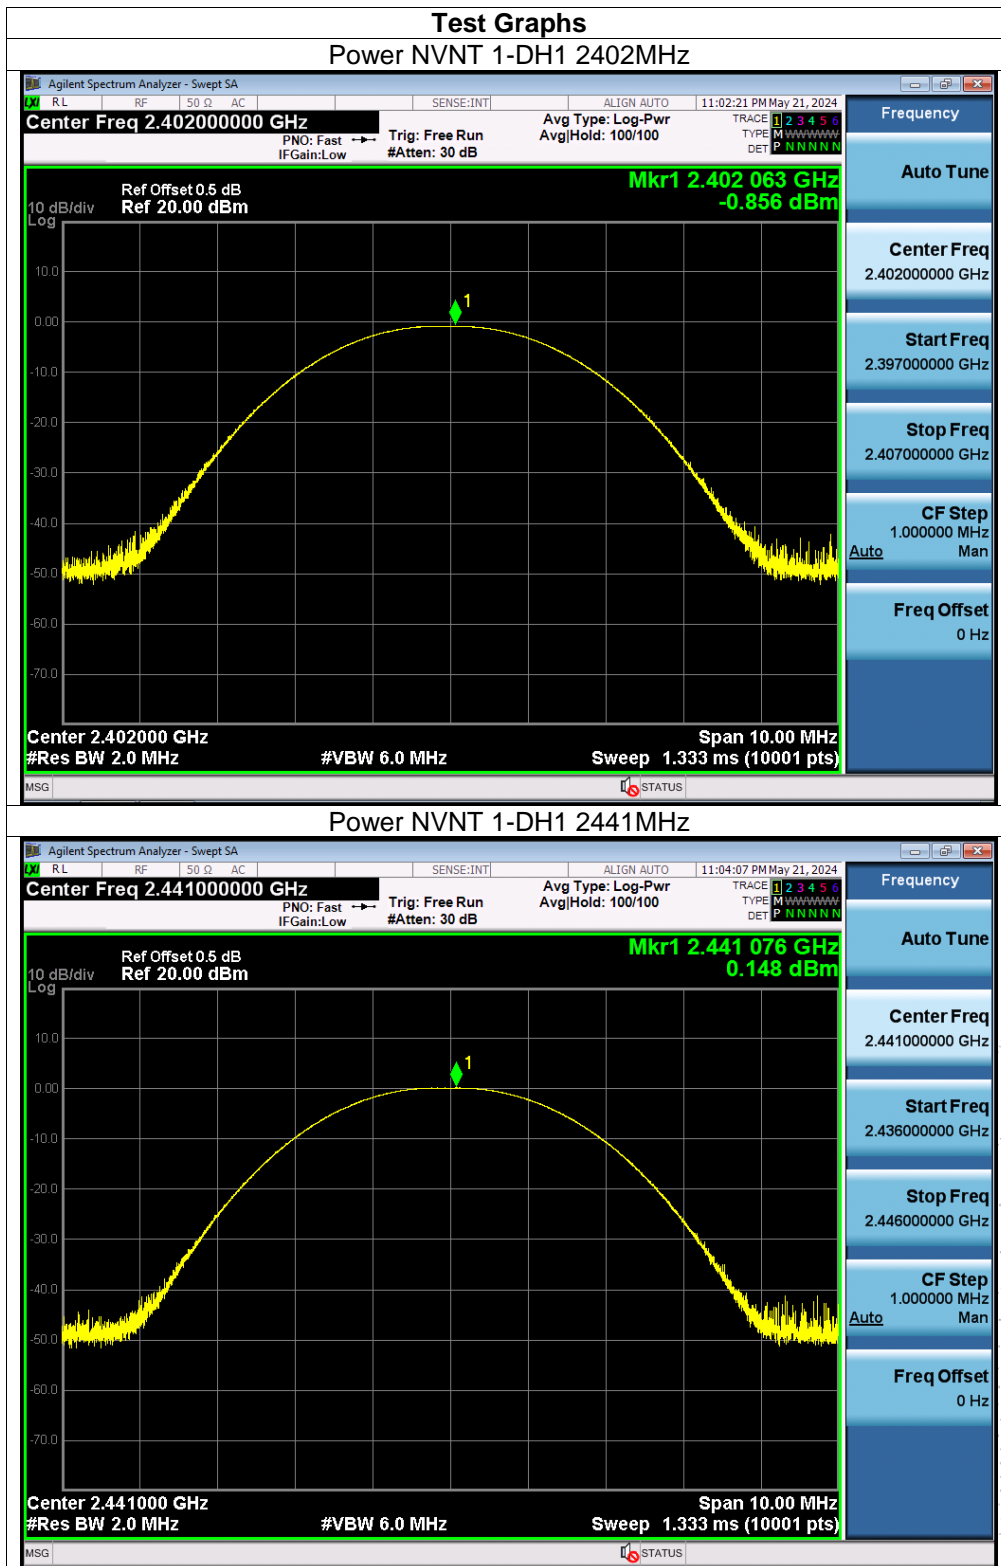 Test Graphs
Power NVNT 1-DH1 2402MHz
Agilent Spectrum Analyzer - Swept SA
LXI RL RF 50 Ω AC SENSE:INT ALIGN AUTO 11:02:21 PM May 21, 2024
Center Freq 2.402000000 GHz
PNO: Fast
IFGain:Low
Trig: Free Run
#Atten: 30 dB
Avg Type: Log-Pwr
Avg|Hold: 100/100
TRACE 1 2 3 4 5 6
TYPE M W W W W W
DET P N N N N N
Frequency
Auto Tune
Center Freq
2.402000000 GHz
Start Freq
2.397000000 GHz
Stop Freq
2.407000000 GHz
CF Step
1.000000 MHz
Auto Man
Freq Offset
0 Hz
Mkr1 2.402 063 GHz
-0.856 dBm
Ref Offset 0.5 dB
10 dB/div Ref 20.00 dBm
Log
1
10.0
0.00
-10.0
-20.0
-30.0
-40.0
-50.0
-60.0
-70.0
Center 2.402000 GHz Span 10.00 MHz
#Res BW 2.0 MHz #VBW 6.0 MHz Sweep 1.333 ms (10001 pts)
MSG STATUS
Power NVNT 1-DH1 2441MHz
Agilent Spectrum Analyzer - Swept SA
LXI RL RF 50 Ω AC SENSE:INT ALIGN AUTO 11:04:07 PM May 21, 2024
Center Freq 2.441000000 GHz
PNO: Fast
IFGain:Low
Trig: Free Run
#Atten: 30 dB
Avg Type: Log-Pwr
Avg|Hold: 100/100
TRACE 1 2 3 4 5 6
TYPE M W W W W W
DET P N N N N N
Frequency
Auto Tune
Center Freq
2.441000000 GHz
Start Freq
2.436000000 GHz
Stop Freq
2.446000000 GHz
CF Step
1.000000 MHz
Auto Man
Freq Offset
0 Hz
Mkr1 2.441 076 GHz
0.148 dBm
Ref Offset 0.5 dB
10 dB/div Ref 20.00 dBm
Log
1
10.0
0.00
-10.0
-20.0
-30.0
-40.0
-50.0
-60.0
-70.0
Center 2.441000 GHz Span 10.00 MHz
#Res BW 2.0 MHz #VBW 6.0 MHz Sweep 1.333 ms (10001 pts)
MSG STATUS